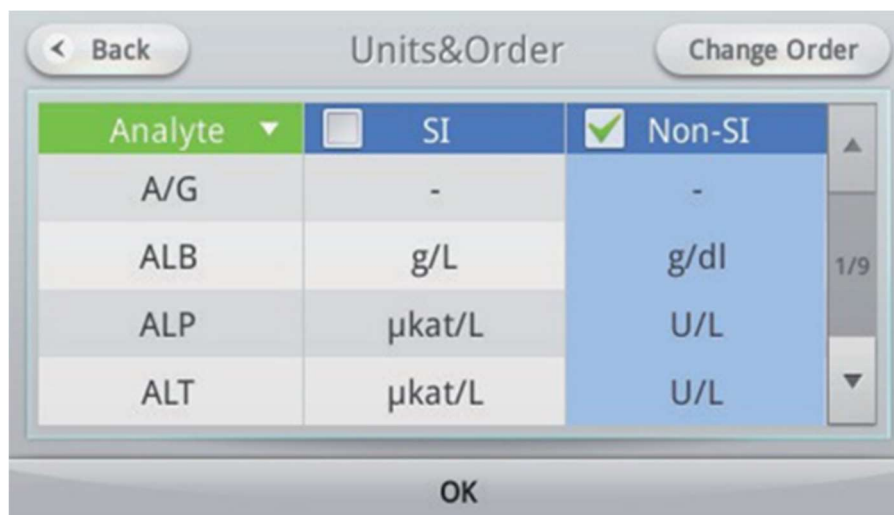 Back Units&Order Change Order
Analyte SI Non-SI
A/G - -
ALB g/L g/dl
1/9
ALP μkat/L U/L
ALT μkat/L U/L
OK